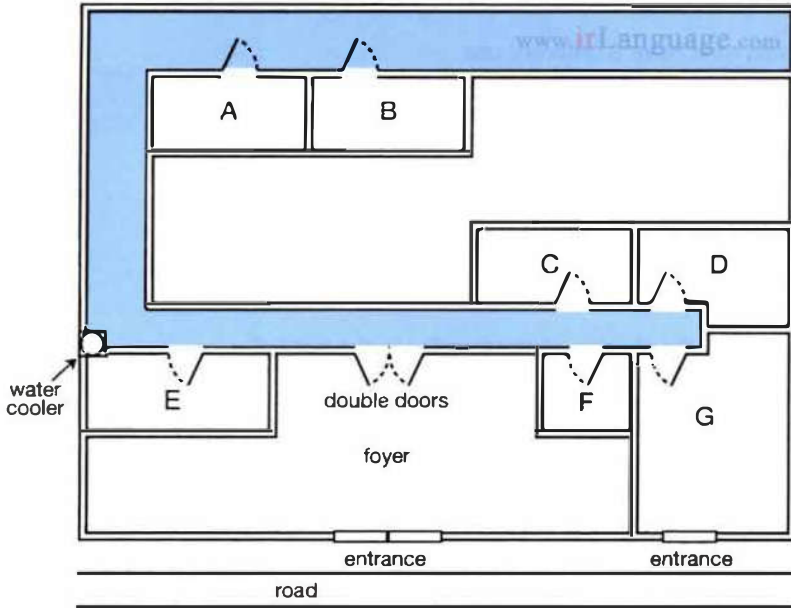 www.irLanguage.com
A
B
C
D
water
cooler
E
double doors
F
G
foyer
entrance
entrance
road